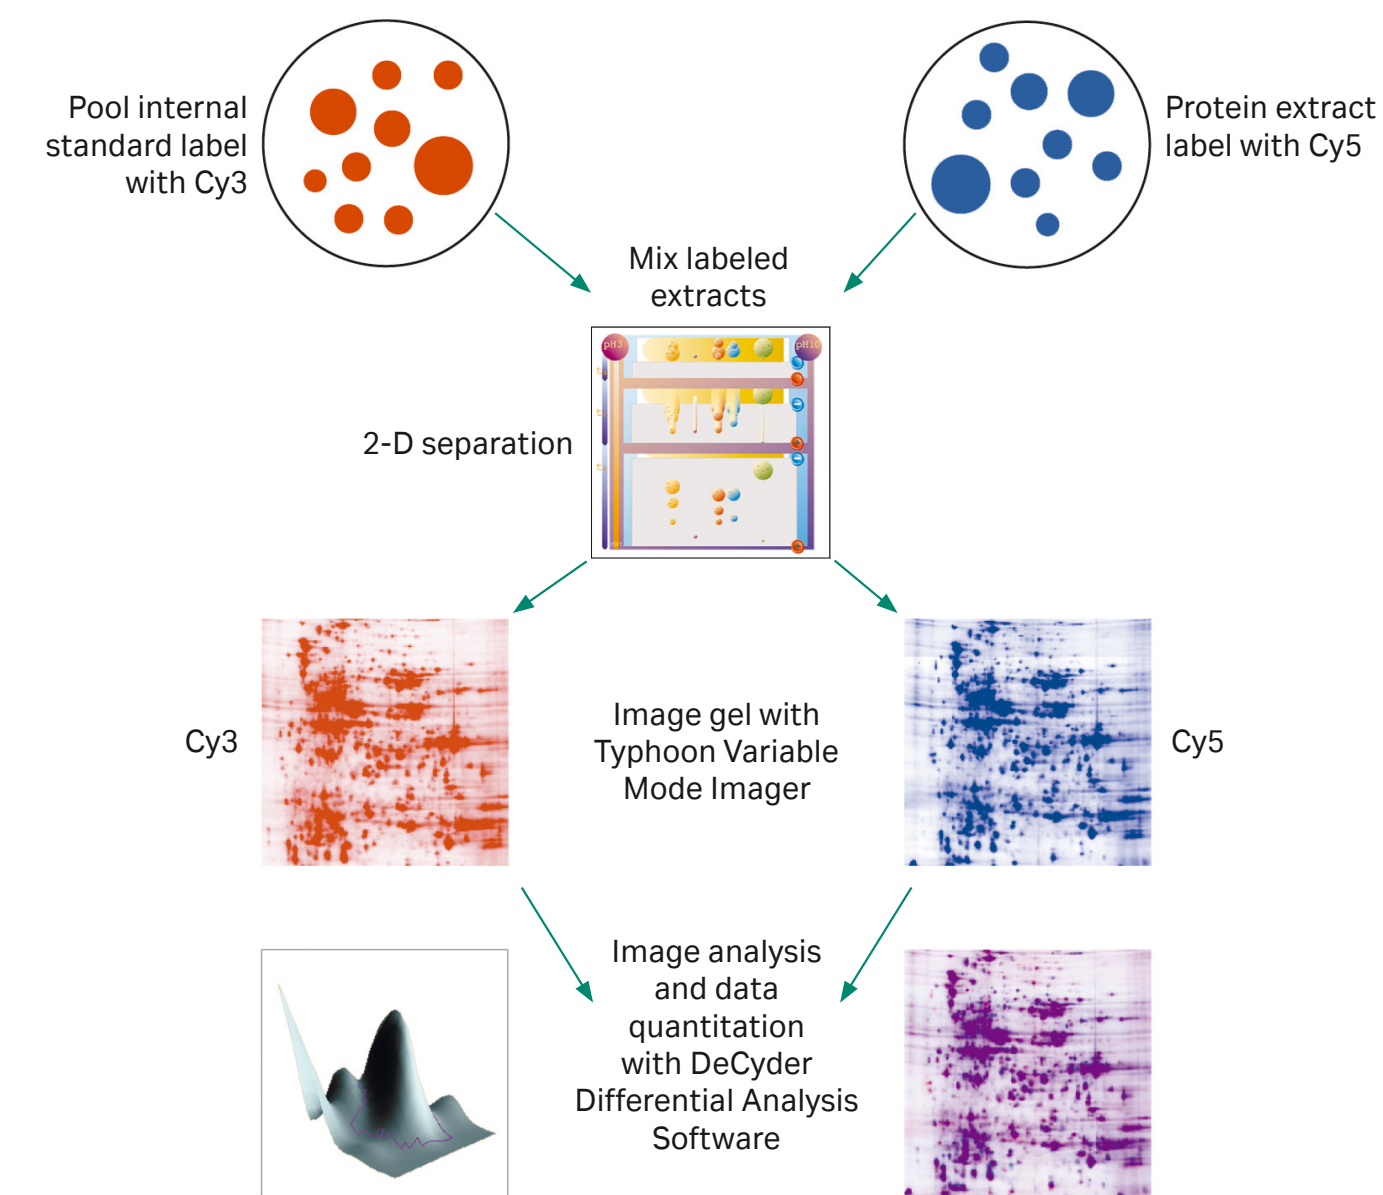 Pool internal
standard label
with Cy3
Protein extract
label with Cy5
Mix labeled
extracts
pH3
pH10
2-D separation
Cy3
Image gel with
Typhoon Variable
Mode Imager
Cy5
Image analysis
and data
quantitation
with DeCyder
Differential Analysis
Software